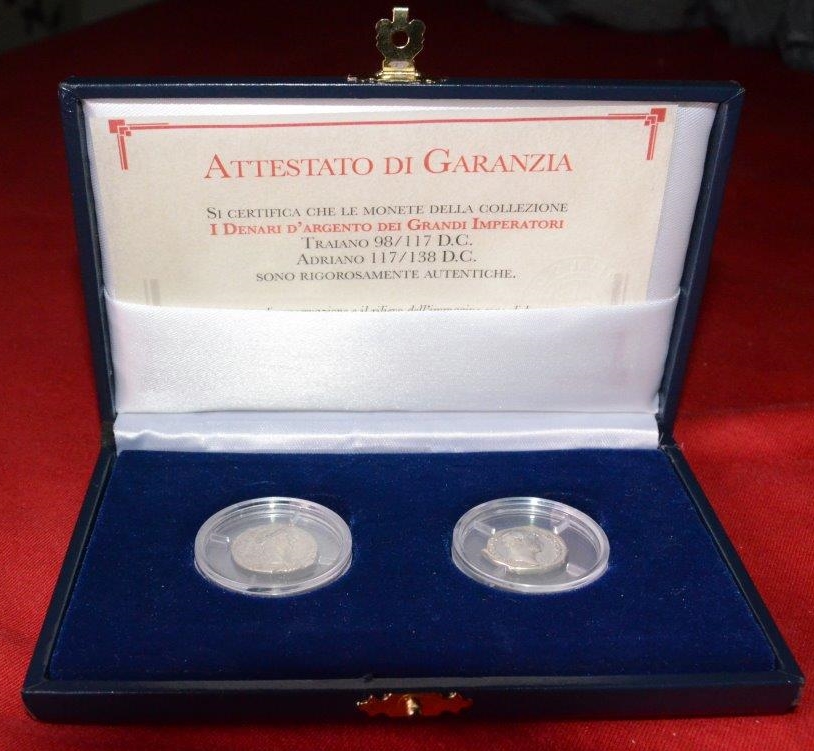 ATTESTATO DI GARANZIA
SI CERTIFICA CHE LE MONETE DELLA COLLEZIONE
I DENARI D'ARGENTO DEI GRANDI IMPERATORI
TRAIANO 98/117 D.C.
ADRIANO 117/138 D.C.
SONO RIGOROSAMENTE AUTENTICHE.